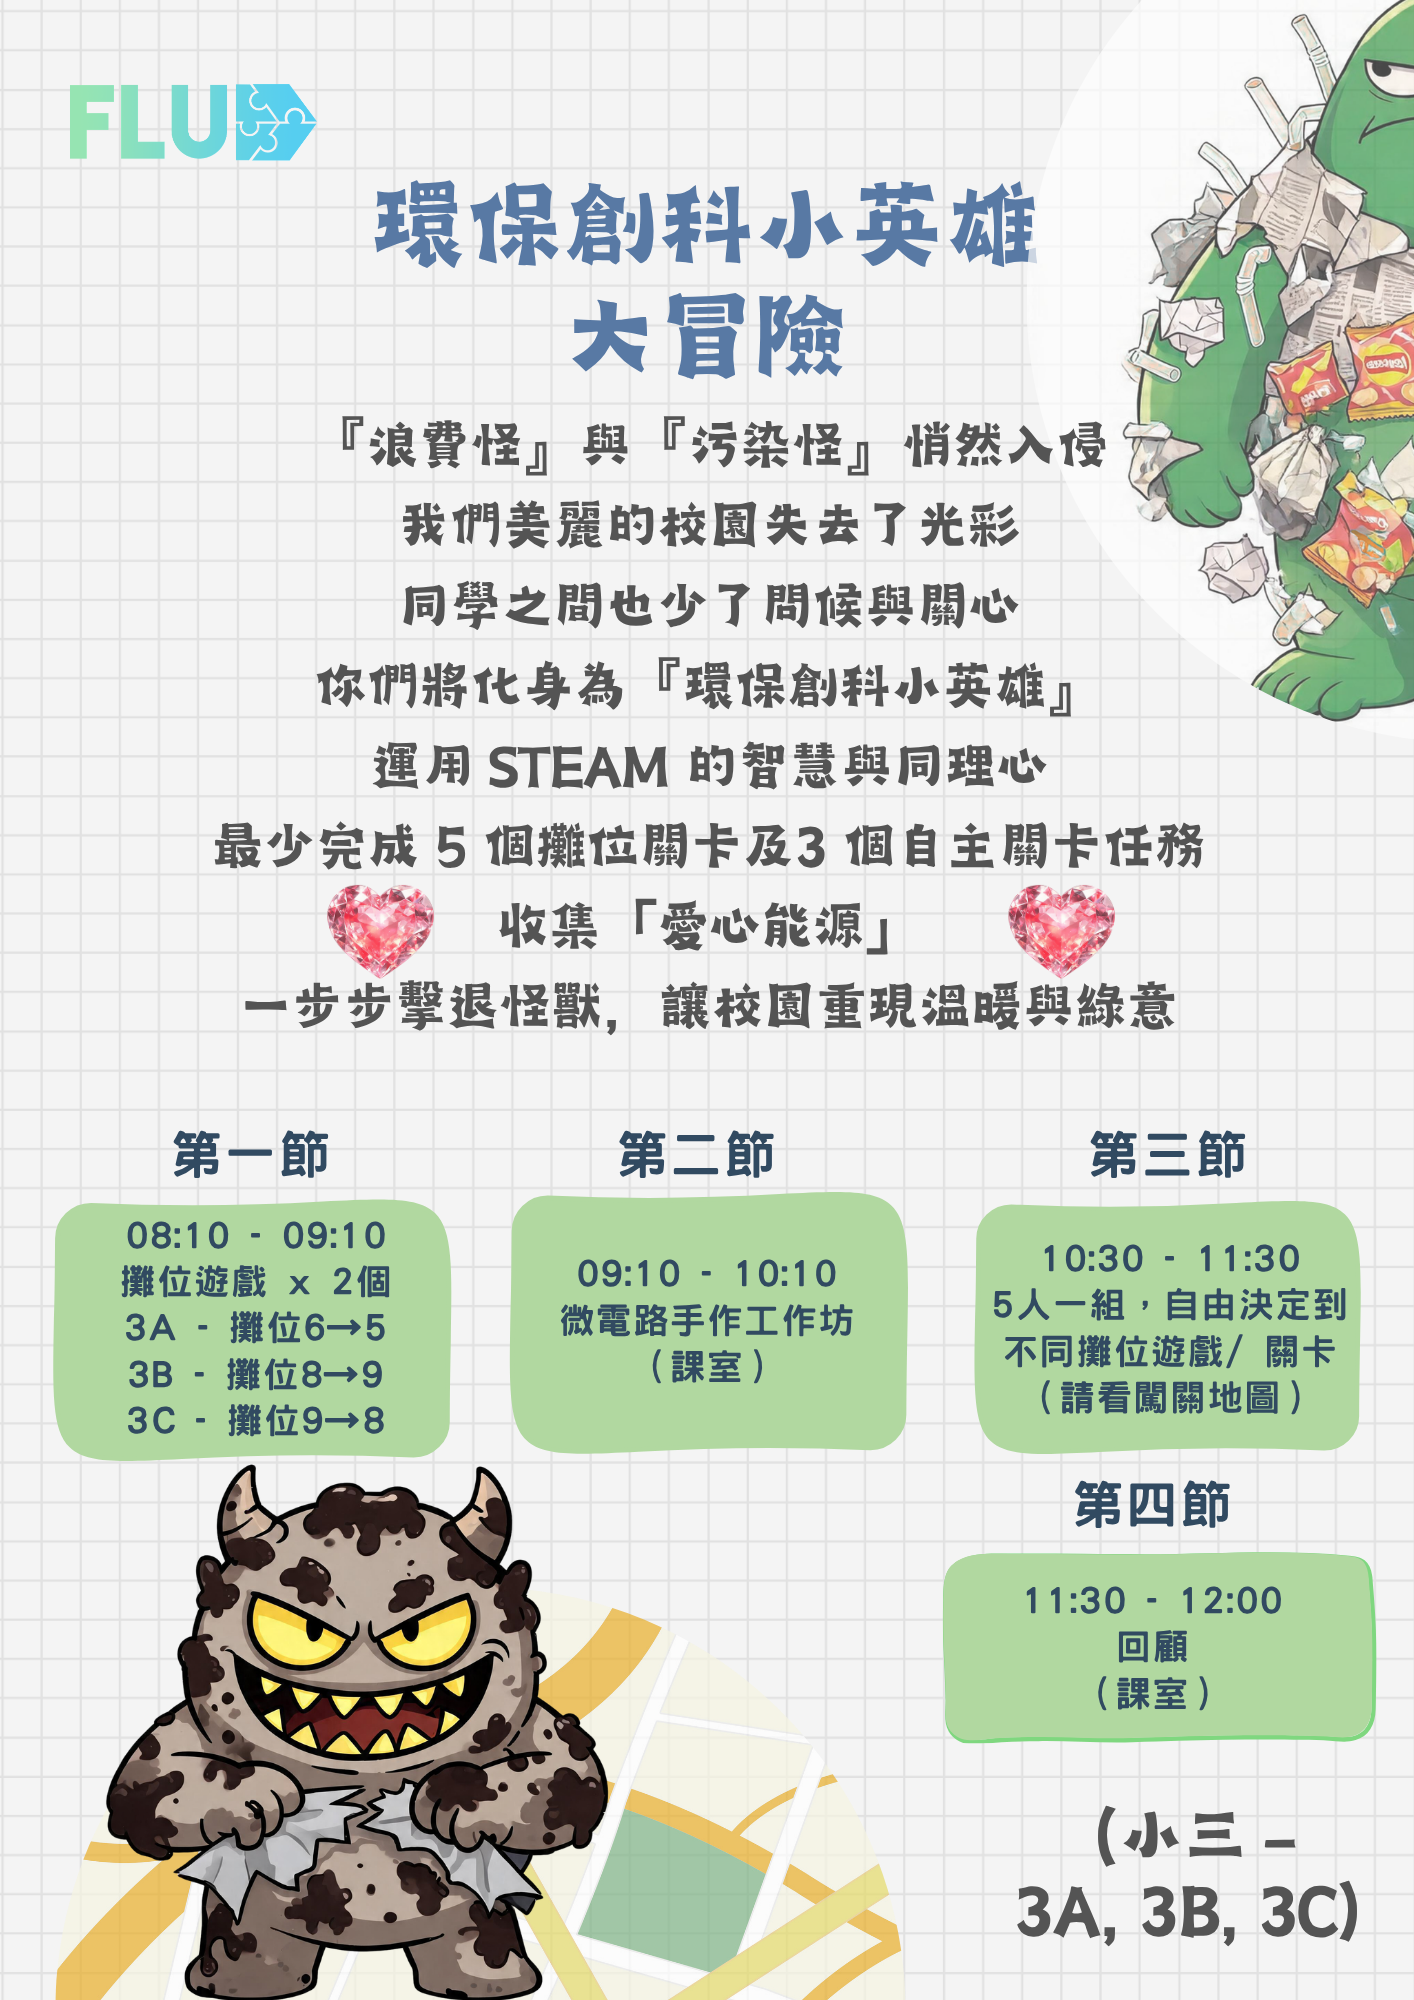 FLUD
環保創科小英雄
大冒險
『浪費怪』與『污染怪』悄然入侵
我們美麗的校園失去了光彩
同學之間也少了問候與關心
你們將化身為『環保創科小英雄』
運用 STEAM 的智慧與同理心
最少完成 5 個攤位關卡及3 個自主關卡任務
收集「愛心能源」
一步步擊退怪獸，讓校園重現溫暖與綠意
第一節
08:10 - 09:10
攤位遊戲 x 2個
3A - 攤位6→5
3B - 攤位8→9
3C - 攤位9→8
第二節
09:10 - 10:10
微電路手作工作坊
（課室）
第三節
10:30 - 11:30
5人一組，自由決定到
不同攤位遊戲/ 關卡
（請看闖關地圖）
第四節
11:30 - 12:00
回顧
（課室）
(小三 –
3A, 3B, 3C)